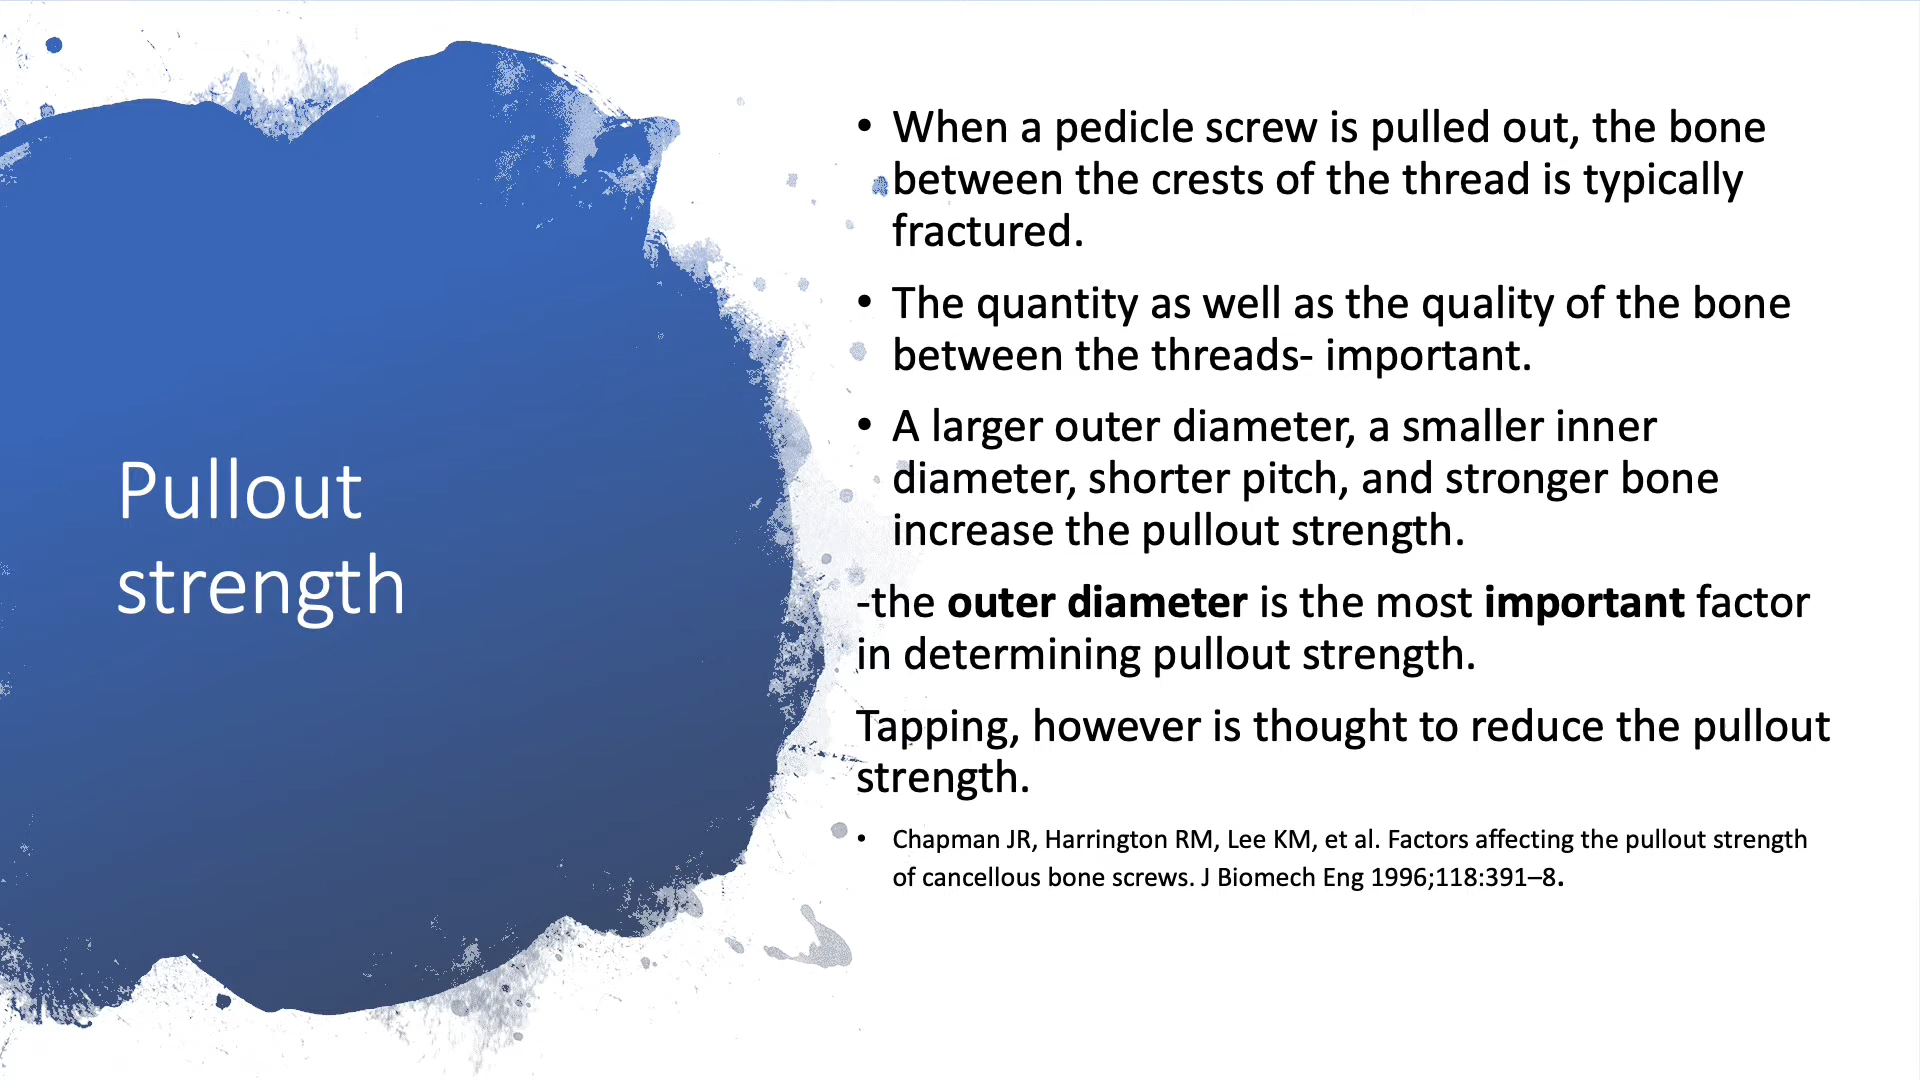 Pullout
strength
• When a pedicle screw is pulled out, the bone
between the crests of the thread is typically
fractured.
• The quantity as well as the quality of the bone
between the threads- important.
• A larger outer diameter, a smaller inner
diameter, shorter pitch, and stronger bone
increase the pullout strength.
-the outer diameter is the most important factor
in determining pullout strength.
Tapping, however is thought to reduce the pullout
strength.
• Chapman JR, Harrington RM, Lee KM, et al. Factors affecting the pullout strength
of cancellous bone screws. J Biomech Eng 1996;118:391–8.